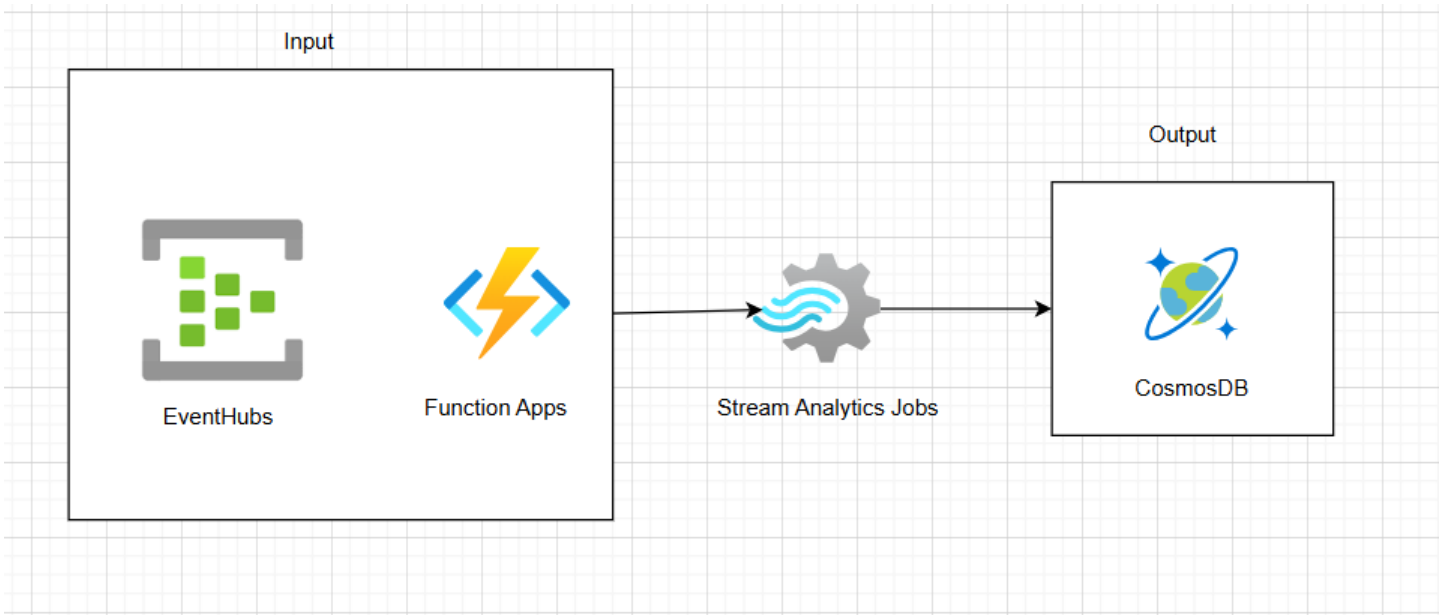 Input
Output
EventHubs
Function Apps
Stream Analytics Jobs
CosmosDB